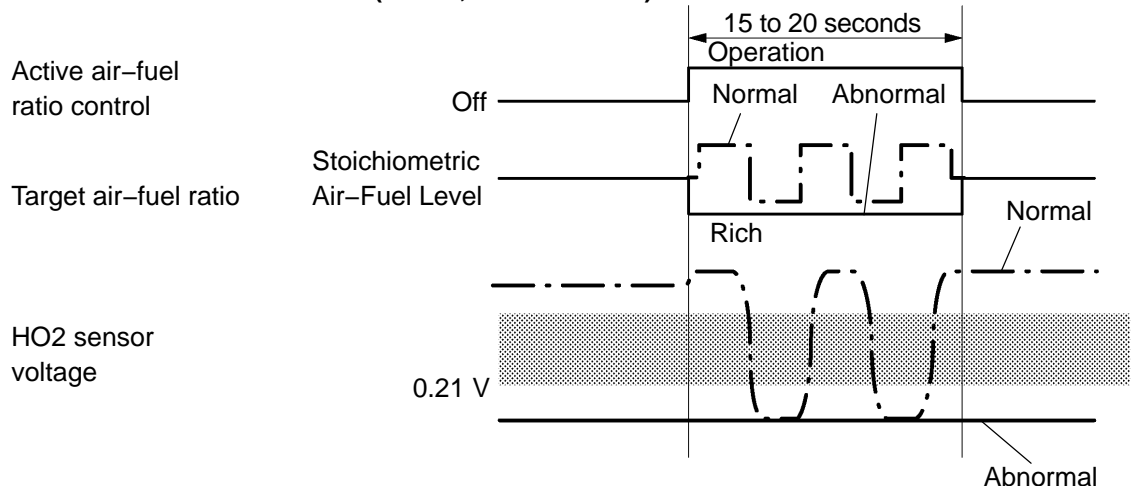 15 to 20 seconds
Operation
Active air−fuel
ratio control
Off
Normal
Abnormal
Stoichiometric
Air−Fuel Level
Target air−fuel ratio
Rich
Normal
HO2 sensor
voltage
0.21 V
Abnormal